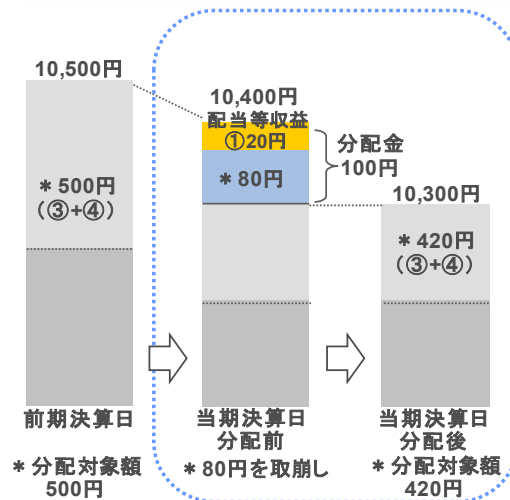 10,500円
＊500円
（③+④）
前期決算日
＊分配対象額
500円
10,400円
配当等収益
①20円
＊80円
分配金
100円
当期決算日
分配前
＊80円を取崩し
10,300円
＊420円
（③+④）
当期決算日
分配後
＊分配対象額
420円